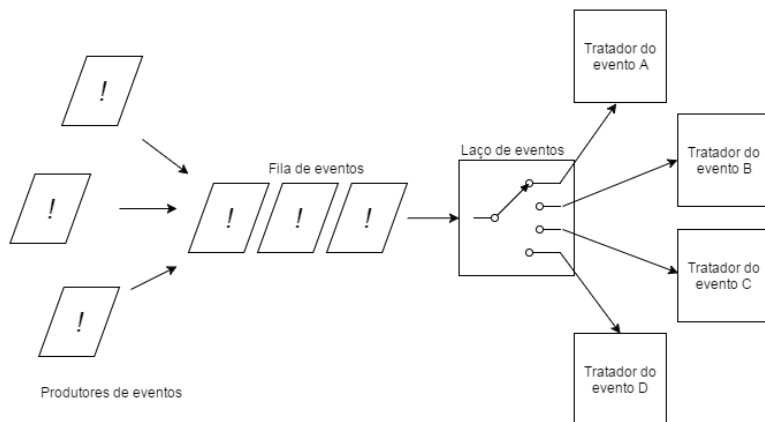 !
!
!
Produtores de eventos
Fila de eventos
!
!
!
Laço de eventos
Tratador do
evento A
Tratador do
evento B
Tratador do
evento C
Tratador do
evento D